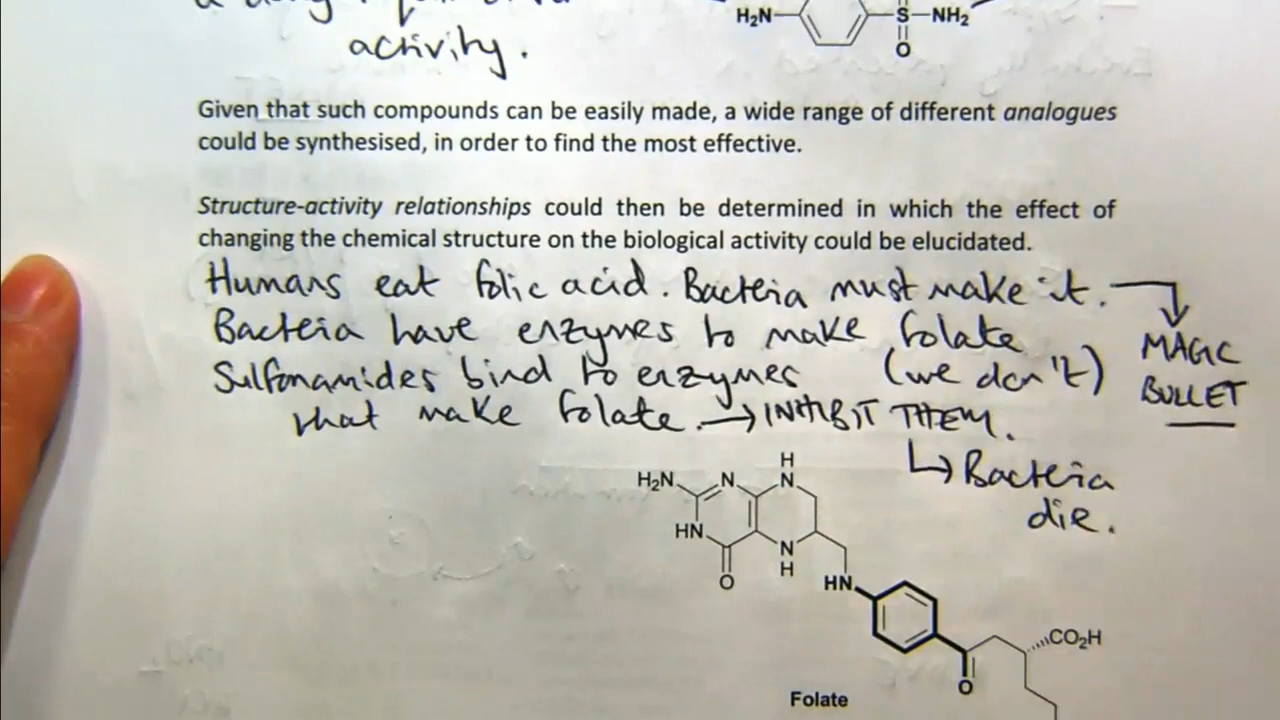 activity.
H₂N S NH₂
O
Given that such compounds can be easily made, a wide range of different analogues
could be synthesised, in order to find the most effective.
Structure-activity relationships could then be determined in which the effect of
changing the chemical structure on the biological activity could be elucidated.
Humans eat folic acid. Bacteria must make it. →
Bacteria have enzymes to make folate
MAGIC
Sulfonamides bind to enzymes (we don't)
BULLET
that make folate. → INHIBIT THEM.
↳ Bacteria
die.
H
H₂N N N
HN N
H
O
HN
CO₂H
O
Folate